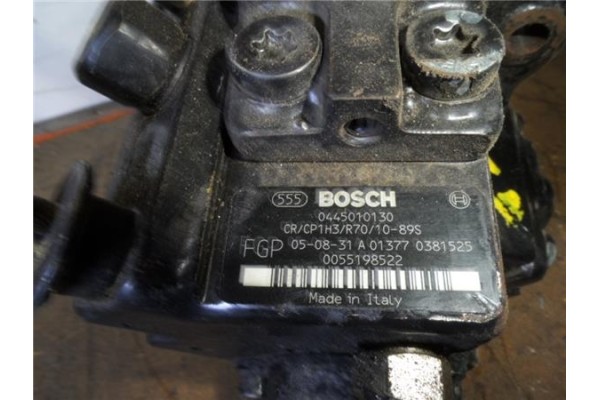 555 BOSCH
0445010130
CR/CP1H3/R70/10-89S
FGP 05-08-31 A 01377 0381525
0055198522
Made in Italy